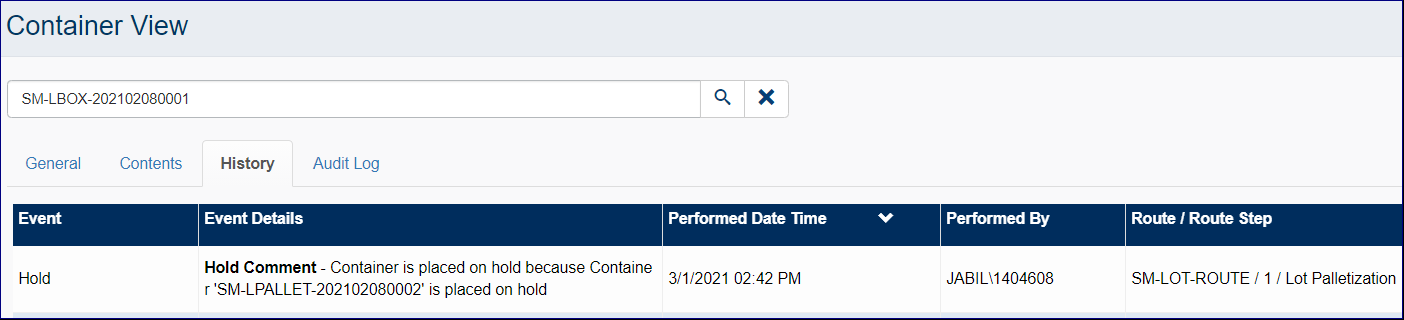 Container View
SM-LBOX-202102080001
General Contents History Audit Log
Event Event Details Performed Date Time Performed By Route / Route Step
Hold Hold Comment - Container is placed on hold because Containe
r 'SM-LPALLET-202102080002' is placed on hold 3/1/2021 02:42 PM JABIL\1404608 SM-LOT-ROUTE / 1 / Lot Palletization